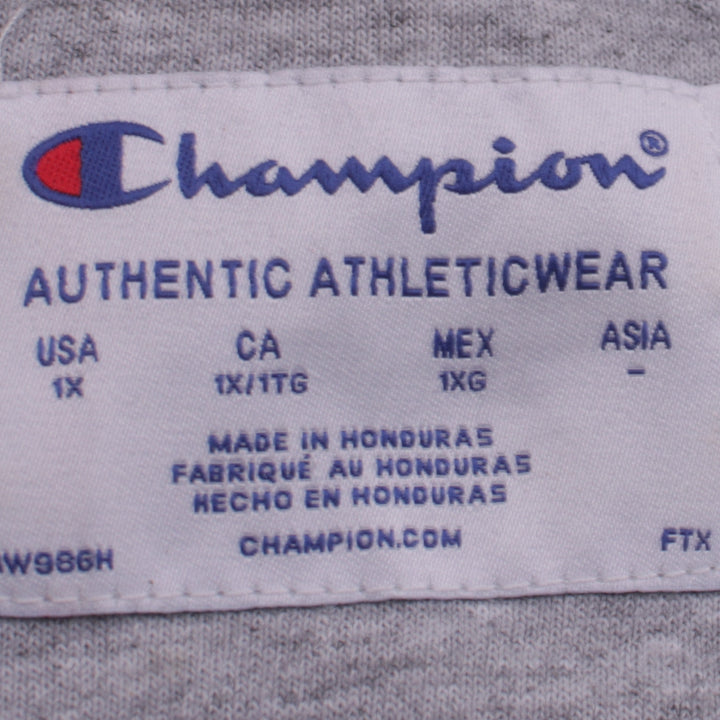 Champion®
AUTHENTIC ATHLETICWEAR
USA CA MEX ASIA
1X 1X/1TG 1XG –
MADE IN HONDURAS
FABRIQUÉ AU HONDURAS
HECHO EN HONDURAS
CHAMPION.COM
W986H FTX